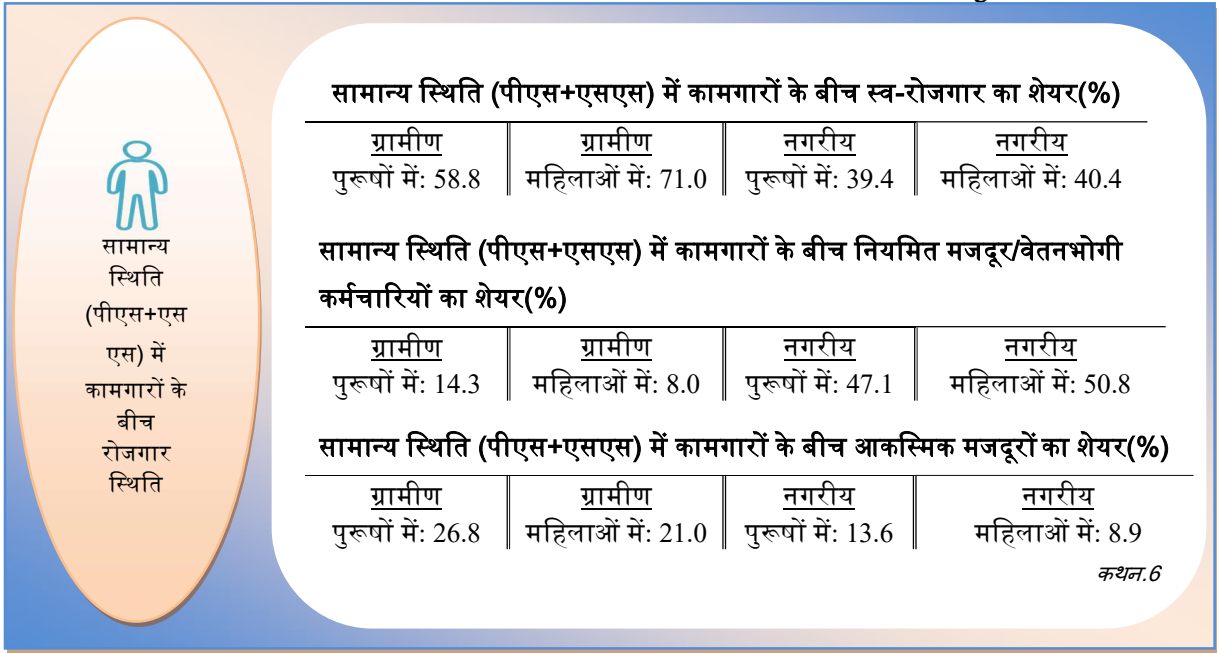 सामान्य
स्थिति
(पीएस+एस
एस) में
कामगारों के
बीच
रोजगार
स्थिति
सामान्य स्थिति (पीएस+एसएस) में कामगारों के बीच स्व-रोजगार का शेयर(%)
ग्रामीण ग्रामीण नगरीय नगरीय
पुरूषों में: 58.8 महिलाओं में: 71.0 पुरूषों में: 39.4 महिलाओं में: 40.4
सामान्य स्थिति (पीएस+एसएस) में कामगारों के बीच नियमित मजदूर/वेतनभोगी
कर्मचारियों का शेयर(%)
ग्रामीण ग्रामीण नगरीय नगरीय
पुरूषों में: 14.3 महिलाओं में: 8.0 पुरूषों में: 47.1 महिलाओं में: 50.8
सामान्य स्थिति (पीएस+एसएस) में कामगारों के बीच आकस्मिक मजदूरों का शेयर(%)
ग्रामीण ग्रामीण नगरीय नगरीय
पुरूषों में: 26.8 महिलाओं में: 21.0 पुरूषों में: 13.6 महिलाओं में: 8.9
कथन.6